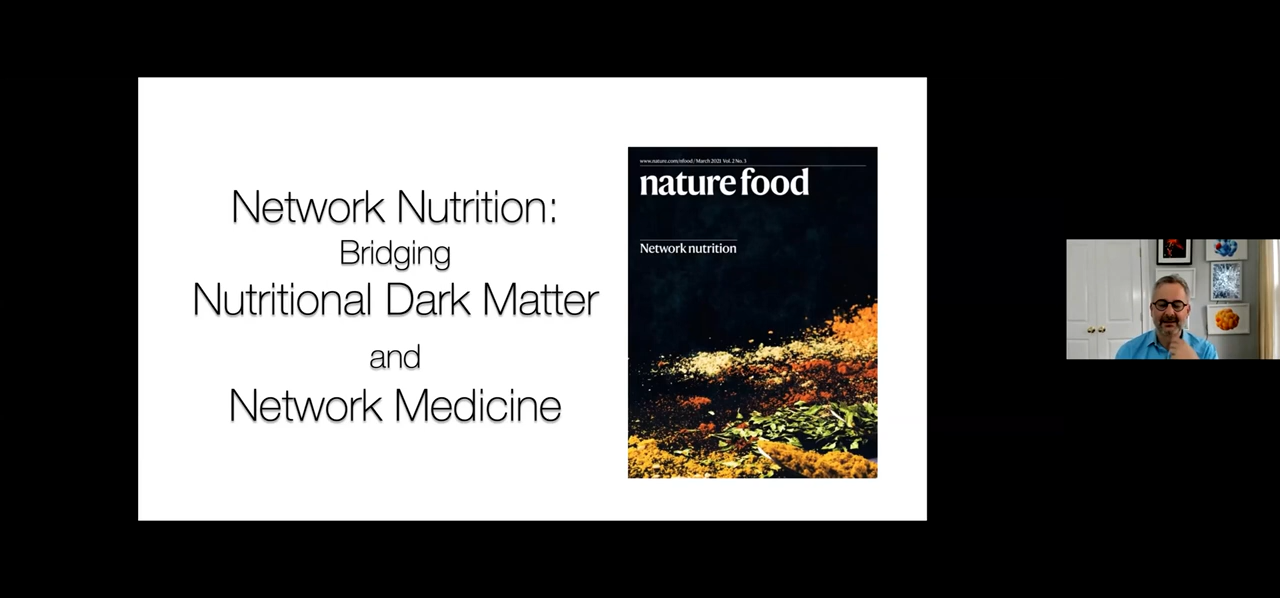 Network Nutrition:
Bridging
Nutritional Dark Matter
and
Network Medicine
www.nature.com/nfood / March 2021 Vol. 2 No. 3
nature food
Network nutrition